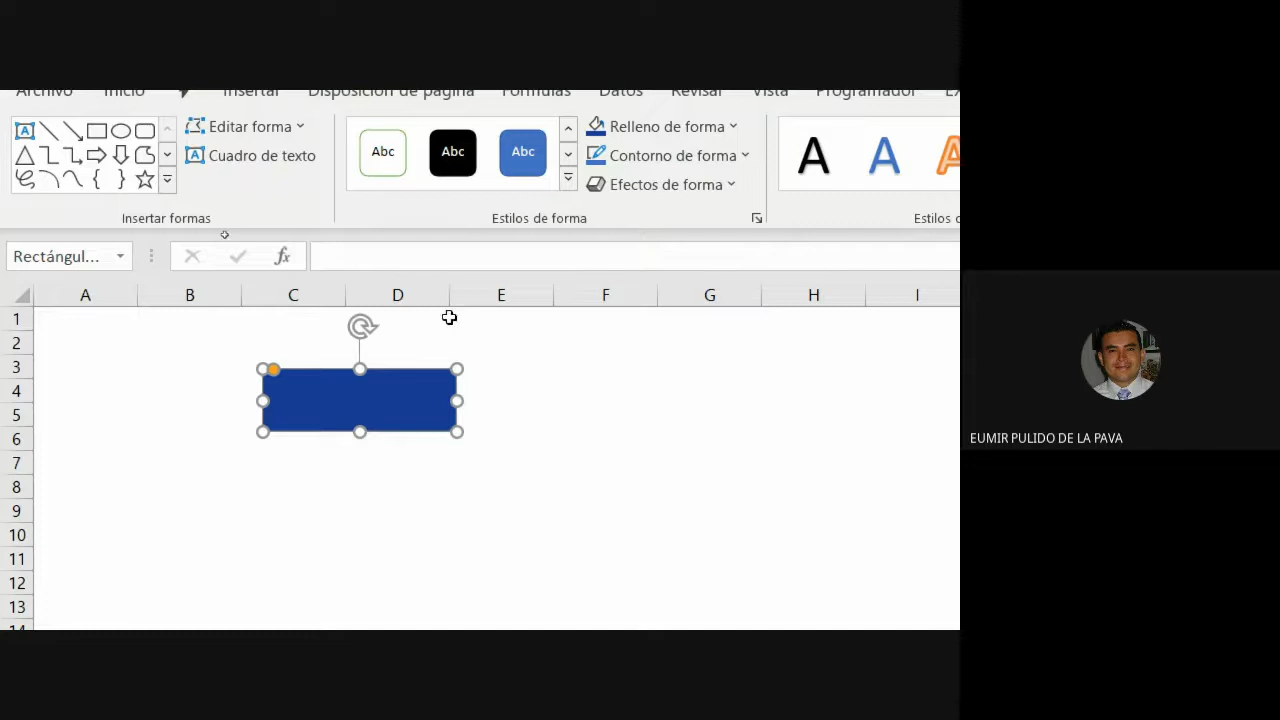 Archivo Inicio Insertar Disposición de página Fórmulas Datos Revisar Vista Programador
Editar forma
Cuadro de texto
Insertar formas
Abc Abc Abc
Relleno de forma
Contorno de forma
Efectos de forma
Estilos de forma
A A A
Estilos
Rectángul...
fx
A B C D E F G H I
1
2
3
4
5
6
7
8
9
10
11
12
13
14
EUMIR PULIDO DE LA PAVA